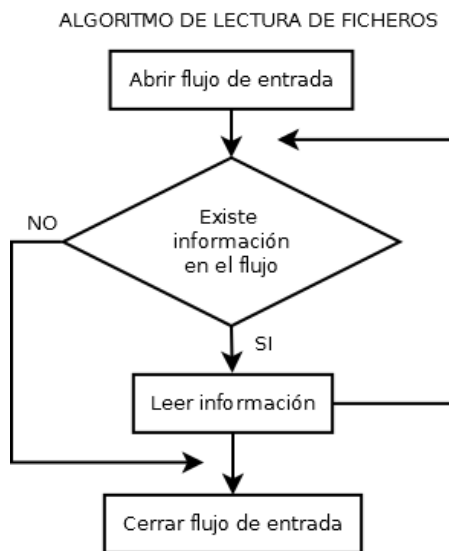 ALGORITMO DE LECTURA DE FICHEROS
Abrir flujo de entrada
NO
Existe
información
en el flujo
SI
Leer información
Cerrar flujo de entrada